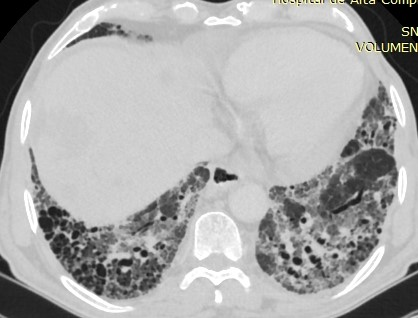 Hospital de Alta Comp
SN
VOLUMEN